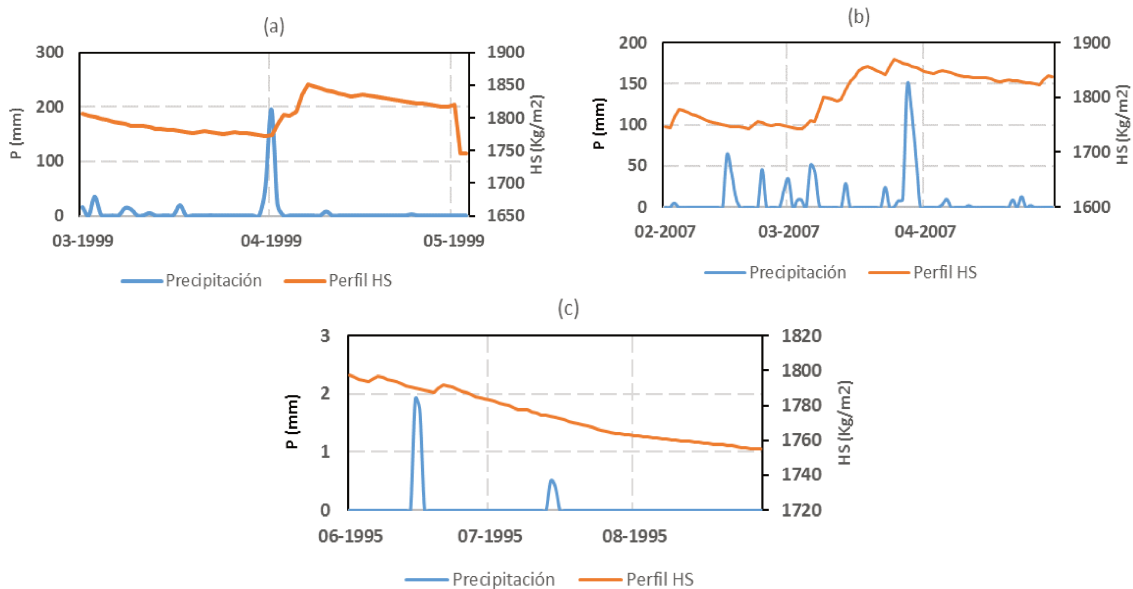 (a)
P (mm)
300
200
100
0
1900
1850
1800
1750
1700
1650
HS (Kg/m2)
03-1999
04-1999
05-1999
Precipitación
Perfil HS
(b)
P (mm)
200
150
100
50
0
1900
1800
1700
1600
HS (Kg/m2)
02-2007
03-2007
04-2007
Precipitación
Perfil HS
(c)
P (mm)
3
2
1
0
1820
1800
1780
1760
1740
1720
HS (Kg/m2)
06-1995
07-1995
08-1995
Precipitación
Perfil HS